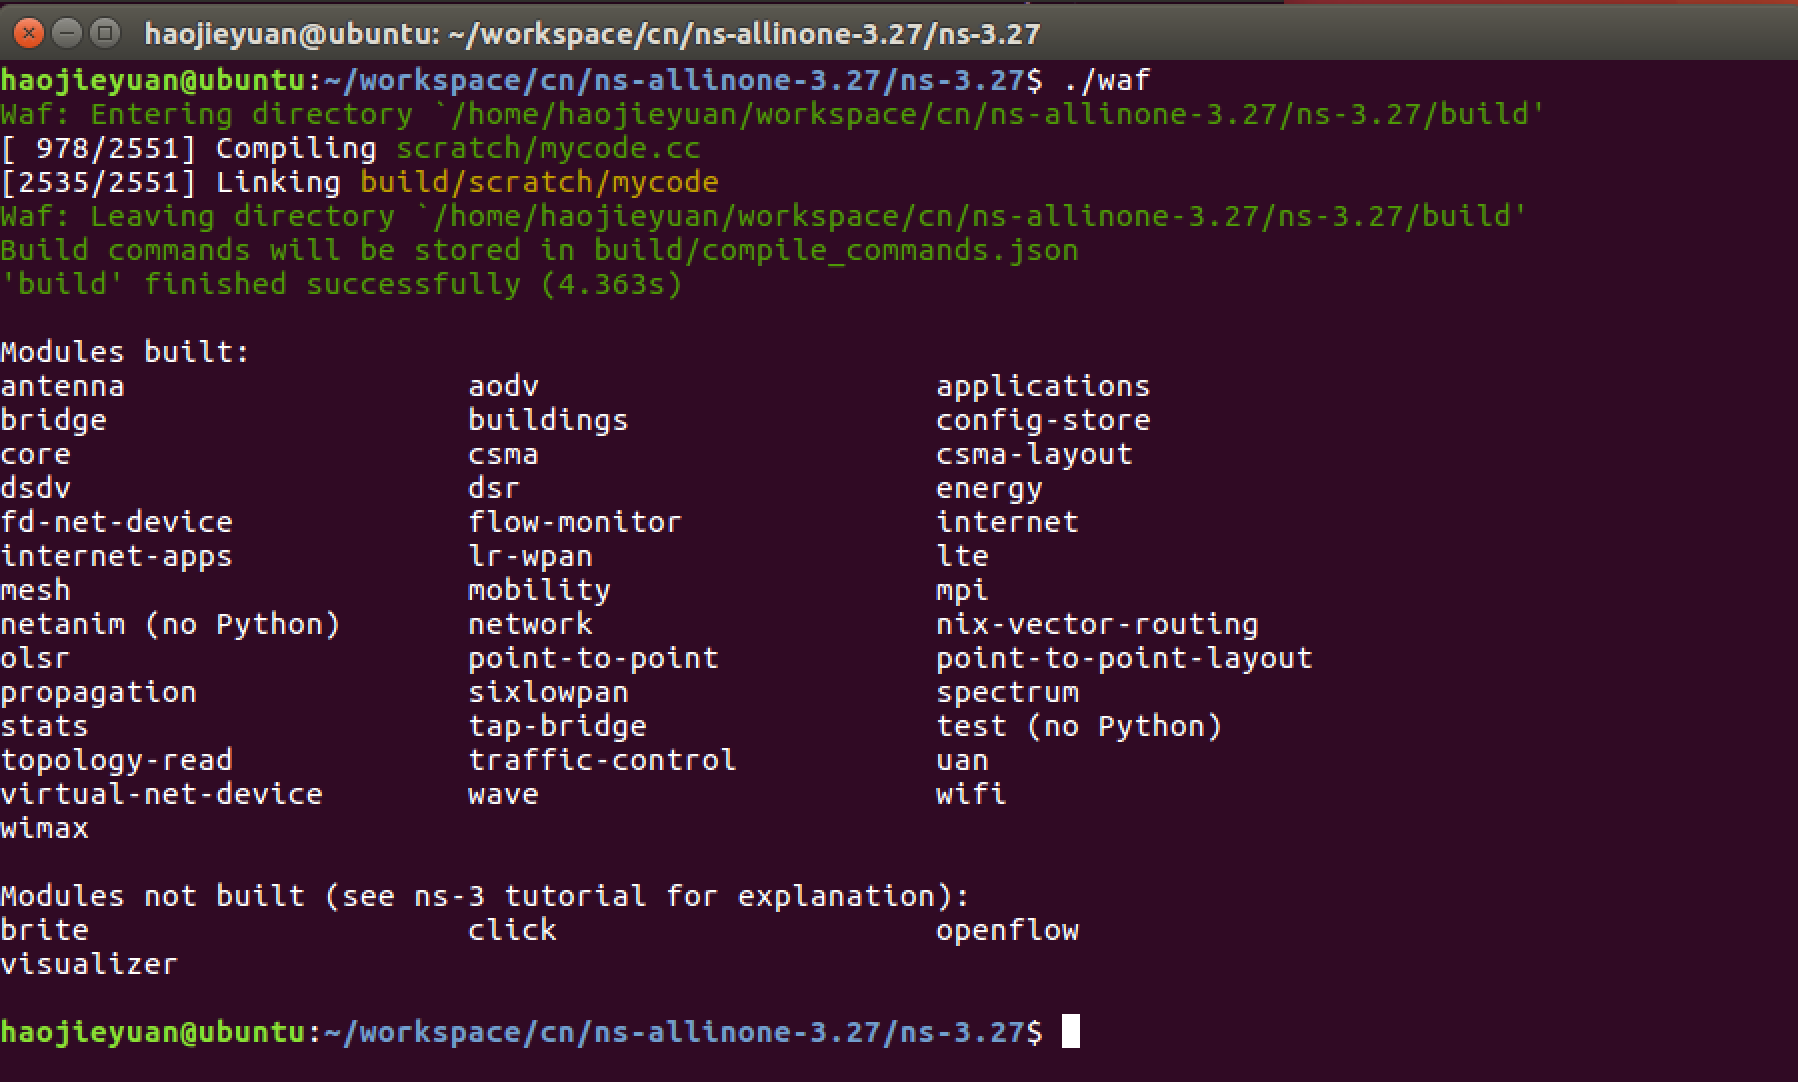 haojieyuan@ubuntu: ~/workspace/cn/ns-allinone-3.27/ns-3.27
haojieyuan@ubuntu:~/workspace/cn/ns-allinone-3.27/ns-3.27$ ./waf
Waf: Entering directory `/home/haojieyuan/workspace/cn/ns-allinone-3.27/ns-3.27/build'
[ 978/2551] Compiling scratch/mycode.cc
[2535/2551] Linking build/scratch/mycode
Waf: Leaving directory `/home/haojieyuan/workspace/cn/ns-allinone-3.27/ns-3.27/build'
Build commands will be stored in build/compile_commands.json
'build' finished successfully (4.363s)
Modules built:
antenna aodv applications
bridge buildings config-store
core csma csma-layout
dsdv dsr energy
fd-net-device flow-monitor internet
internet-apps lr-wpan lte
mesh mobility mpi
netanim (no Python) network nix-vector-routing
olsr point-to-point point-to-point-layout
propagation sixlowpan spectrum
stats tap-bridge test (no Python)
topology-read traffic-control uan
virtual-net-device wave wifi
wimax
Modules not built (see ns-3 tutorial for explanation):
brite click openflow
visualizer
haojieyuan@ubuntu:~/workspace/cn/ns-allinone-3.27/ns-3.27$